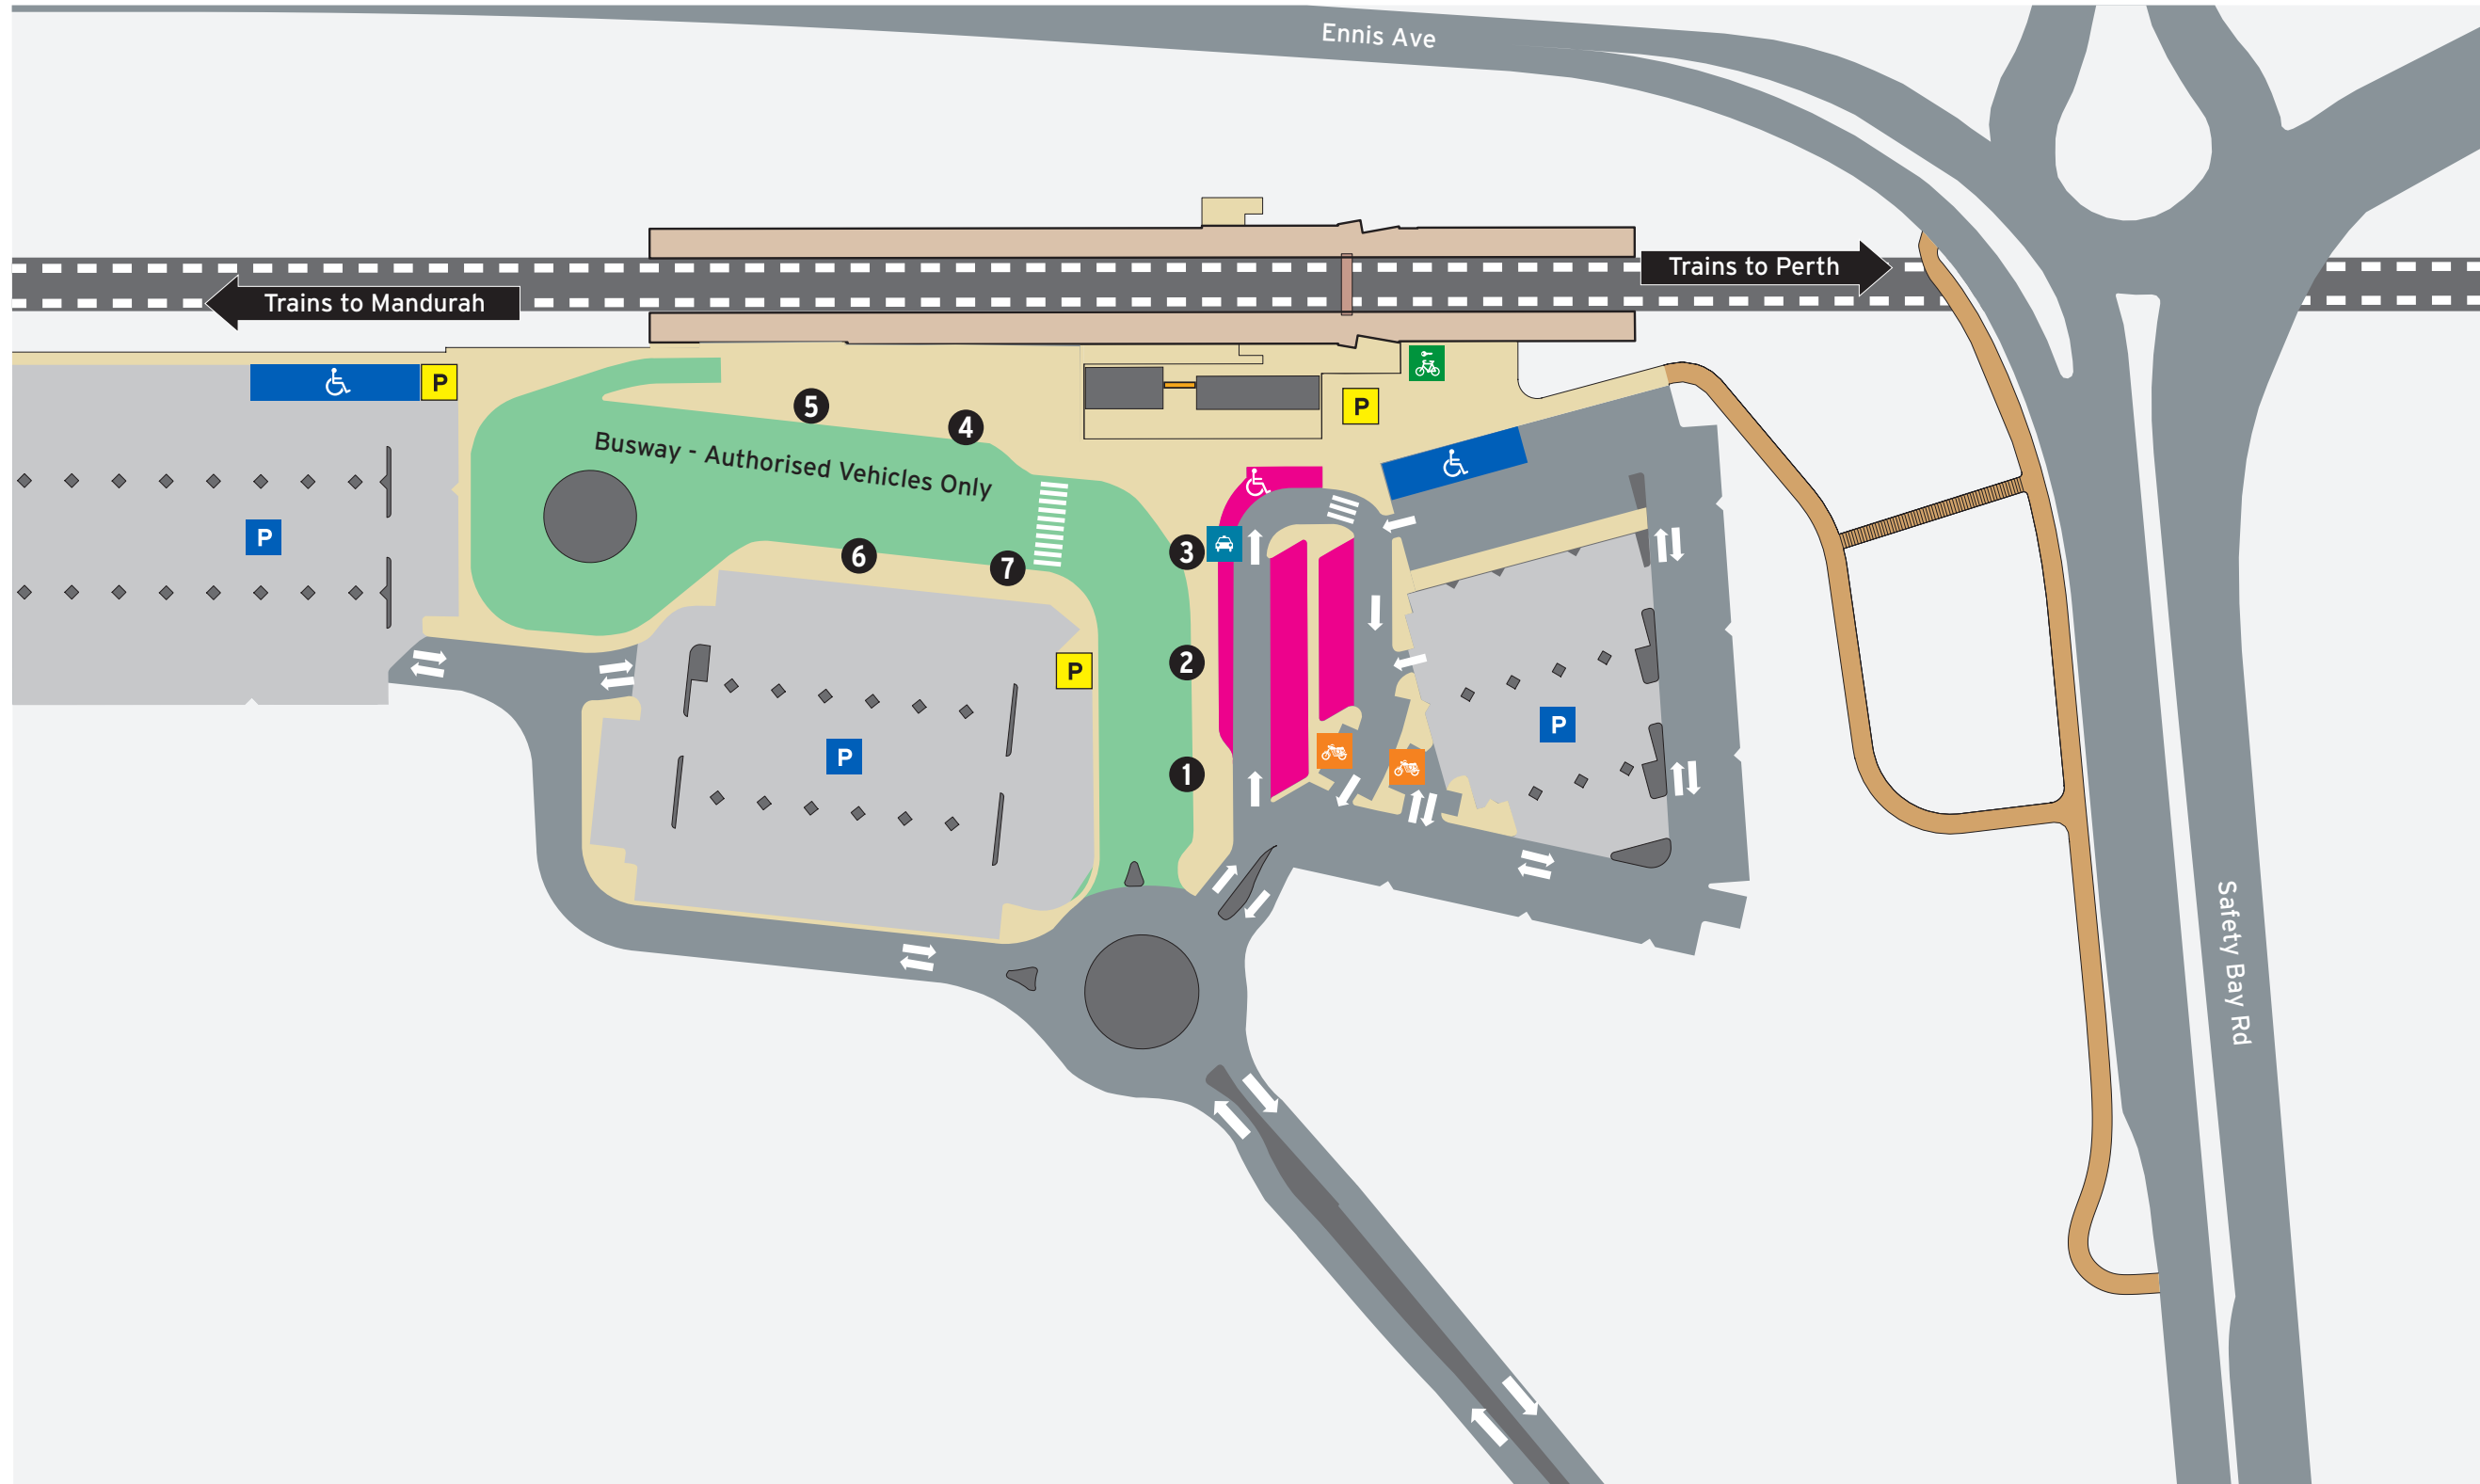 Ennis Ave
Trains to Perth
Trains to Mandurah
P
P
5
4
Busway - Authorised Vehicles Only
P
3
6
7
2
P
P
P
1
Safety Bay Rd